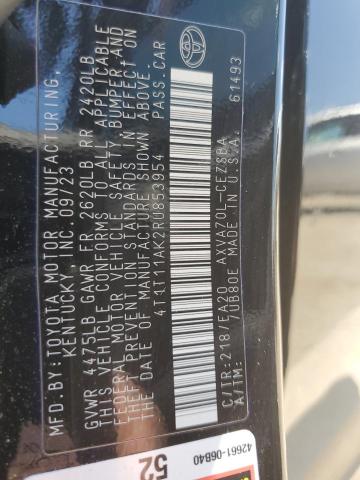 MFD.BY:TOYOTA MOTOR MANUFACTURING,
KENTUCKY, INC. 09/23
GVWR 4475LB GAWR FR 2620LB RR 2420LB
THIS VEHICLE CONFORMS TO ALL APPLICABLE
FEDERAL MOTOR VEHICLE SAFETY, BUMPER, AND
THEFT PREVENTION STANDARDS IN EFFECT ON
THE DATE OF MANUFACTURE SHOWN ABOVE.
4T1T11AK2RU853954 PASS.CAR
C/TR:218/EA20 AXVA70L-CEZSBA
A/TM: 7UB80E MADE IN U.S.A. 61493
TOYOTA
42661-06B40
52